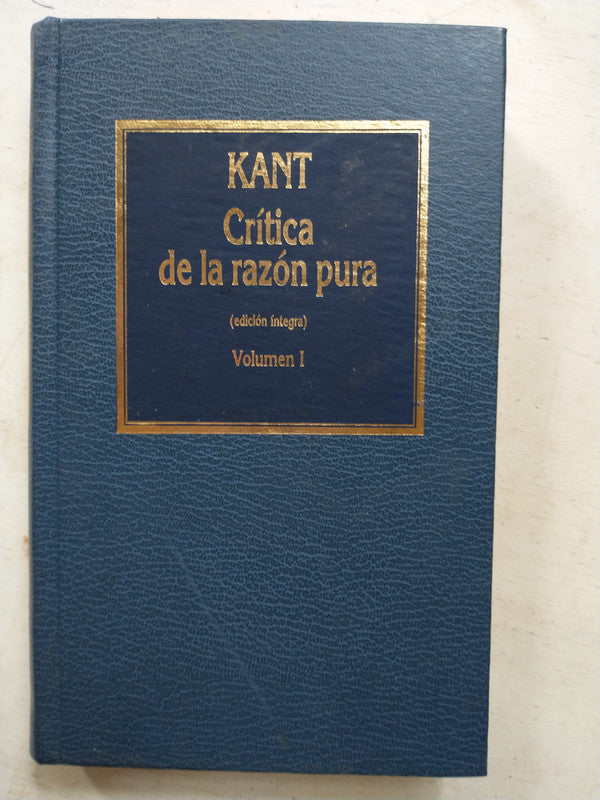 KANT
Crítica
de la razón pura
(edición íntegra)
Volumen I